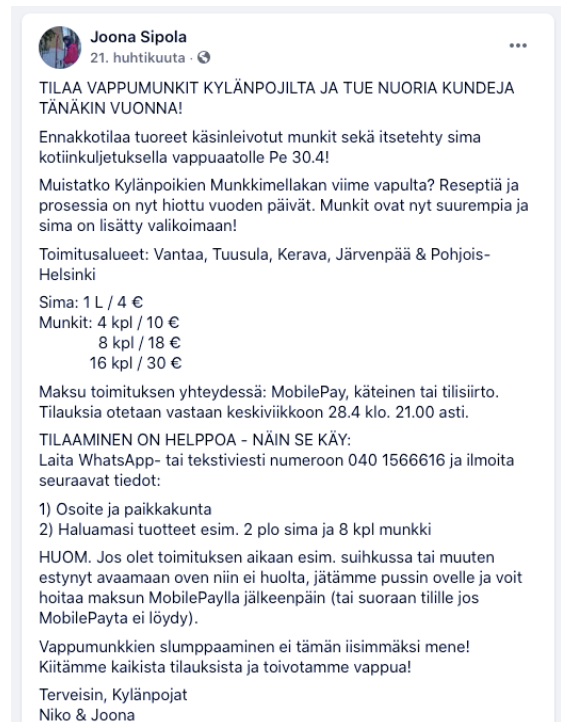 Joona Sipola
21. huhtikuuta ·
TILAA VAPPUMUNKIT KYLÄNPOJILTA JA TUE NUORIA KUNDEJA
TÄNÄKIN VUONNA!
Ennakkotilaa tuoreet käsinleivotut munkit sekä itsetehty sima
kotiinkuljetuksella vappuaatolle Pe 30.4!
Muistatko Kylänpoikien Munkkimellakan viime vapulta? Reseptiä ja
prosessia on nyt hiottu vuoden päivät. Munkit ovat nyt suurempia ja
sima on lisätty valikoimaan!
Toimitusalueet: Vantaa, Tuusula, Kerava, Järvenpää & Pohjois-
Helsinki
Sima: 1 L / 4 €
Munkit: 4 kpl / 10 €
8 kpl / 18 €
16 kpl / 30 €
Maksu toimituksen yhteydessä: MobilePay, käteinen tai tilisiirto.
Tilauksia otetaan vastaan keskiviikkoon 28.4 klo. 21.00 asti.
TILAAMINEN ON HELPPOA - NÄIN SE KÄY:
Laita WhatsApp- tai tekstiviesti numeroon 040 1566616 ja ilmoita
seuraavat tiedot:
1) Osoite ja paikkakunta
2) Haluamasi tuotteet esim. 2 plo sima ja 8 kpl munkki
HUOM. Jos olet toimituksen aikaan esim. suihkussa tai muuten
estynyt avaamaan oven niin ei huolta, jätämme pussin ovelle ja voit
hoitaa maksun MobilePaylla jälkeenpäin (tai suoraan tilille jos
MobilePayta ei löydy).
Vappumunkkien slumppaaminen ei tämän iisimmäksi mene!
Kiitämme kaikista tilauksista ja toivotamme vappua!
Terveisin, Kylänpojat
Niko & Joona